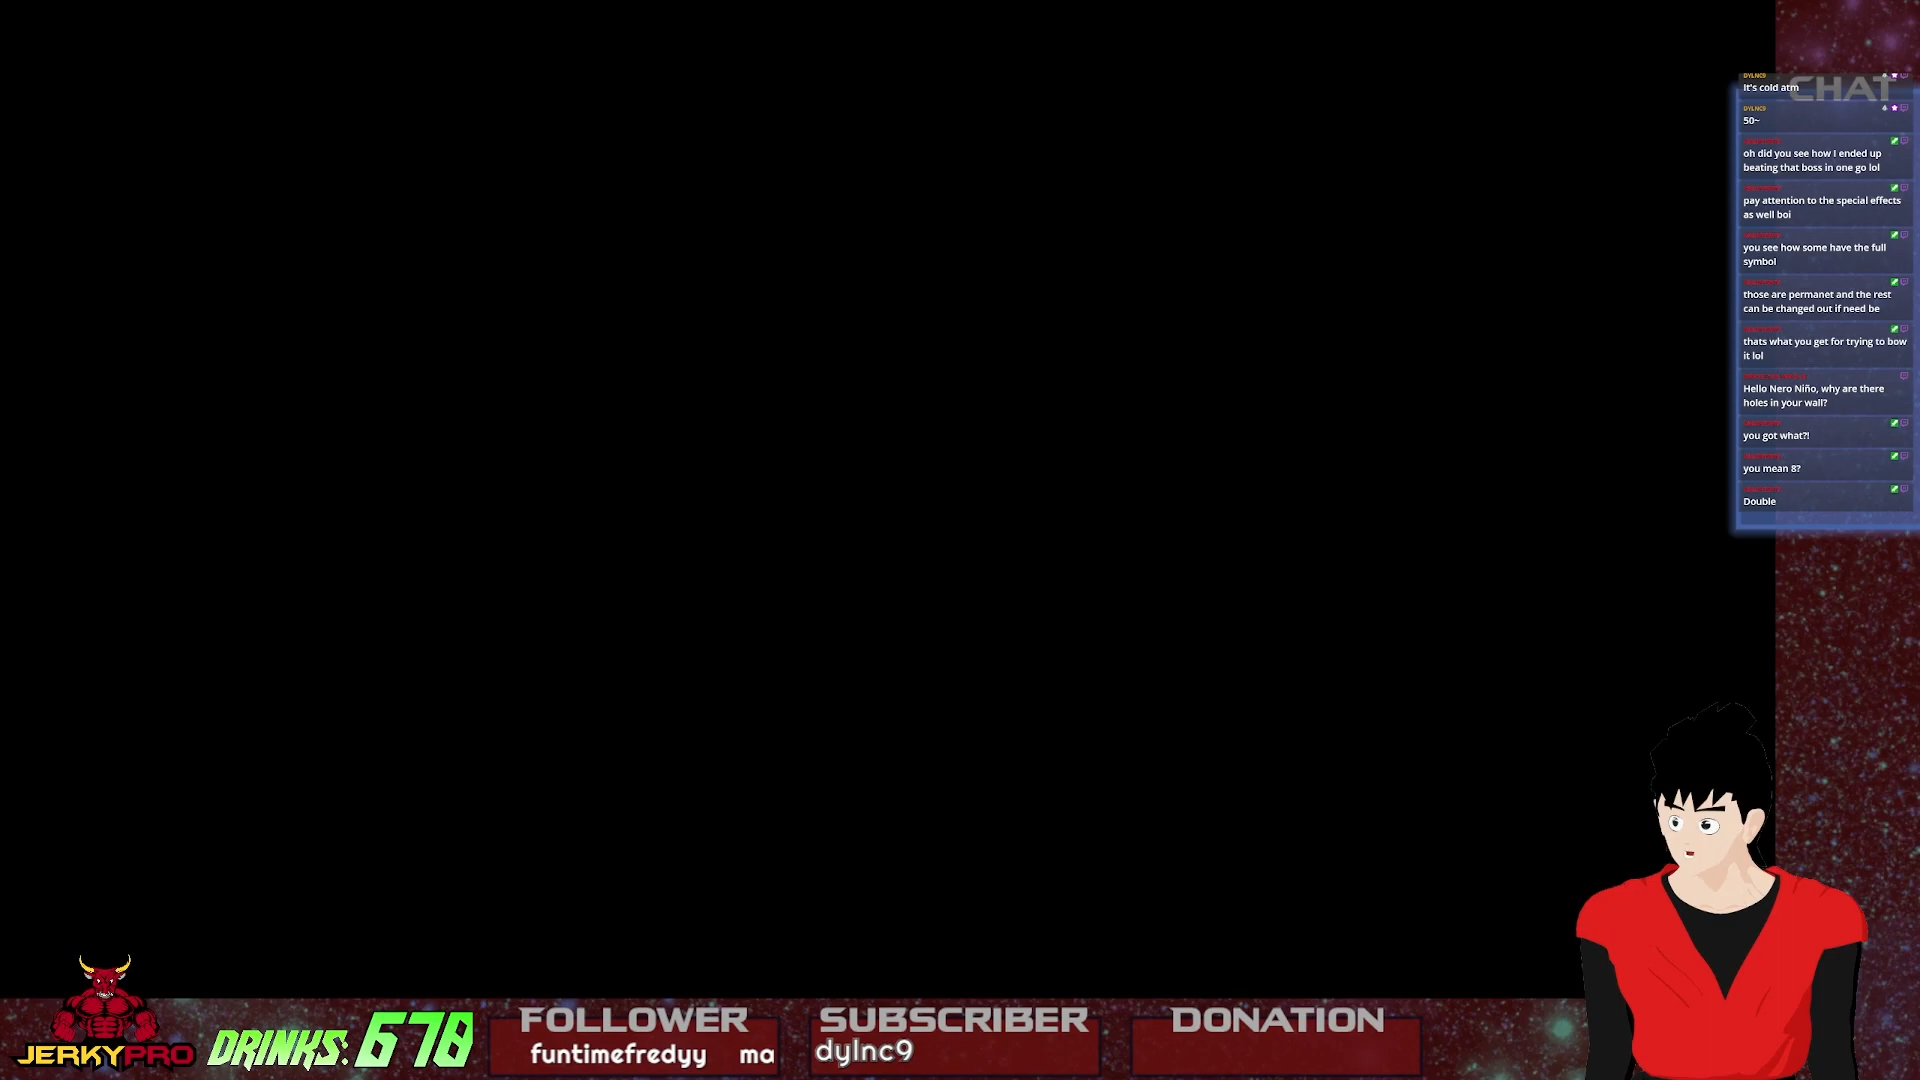 CHAT
DYLNC9
It's cold atm
DYLNC9
50~
oh did you see how I ended up
beating that boss in one go lol
pay attention to the special effects
as well boi
you see how some have the full
symbol
those are permanet and the rest
can be changed out if need be
thats what you get for trying to bow
it lol
Hello Nero Niño, why are there
holes in your wall?
you got what?!
you mean 8?
Double
JERKYPRO
DRINKS: 678
FOLLOWER
funtimefredyy ma
SUBSCRIBER
dylnc9
DONATION